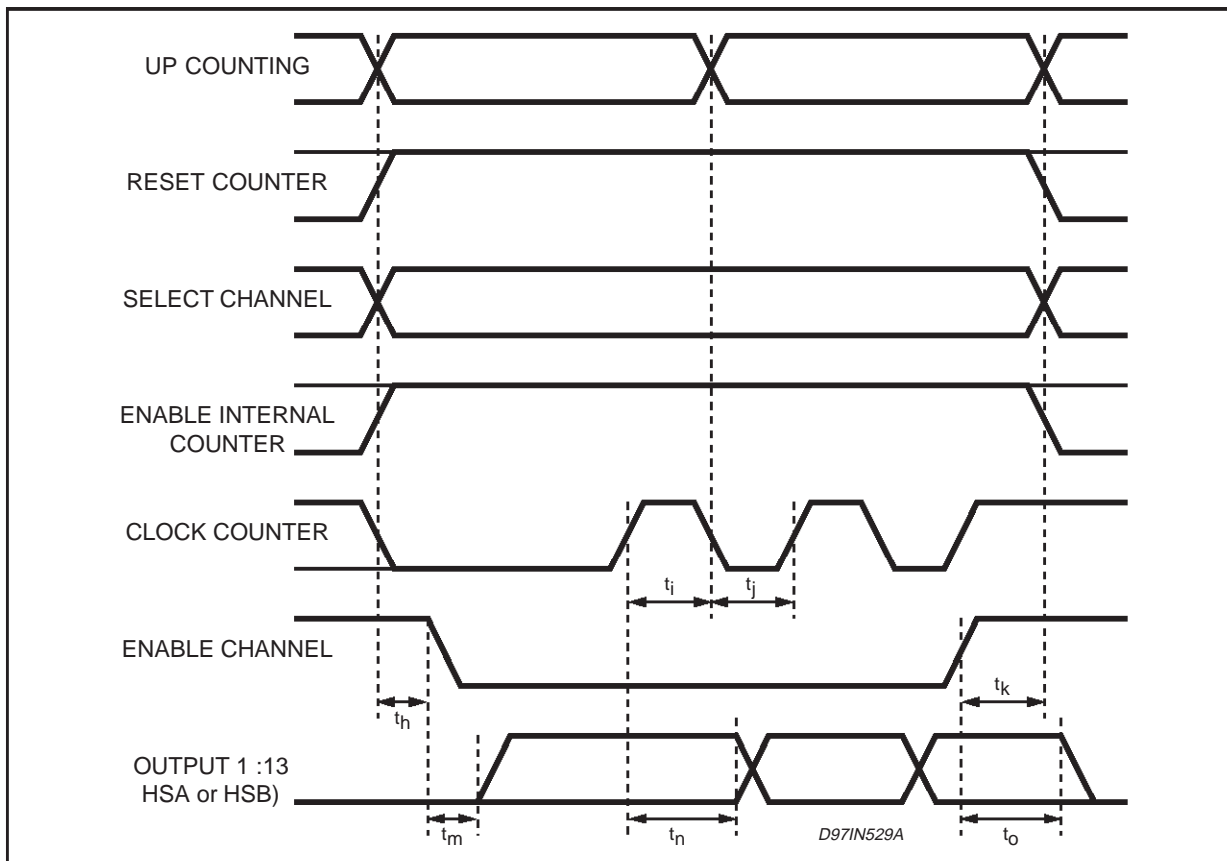 UP COUNTING
RESET COUNTER
SELECT CHANNEL
ENABLE INTERNAL
COUNTER
CLOCK COUNTER
ti
tj
ENABLE CHANNEL
th
tk
OUTPUT 1 :13
HSA or HSB)
tm
tn
D97IN529A
to